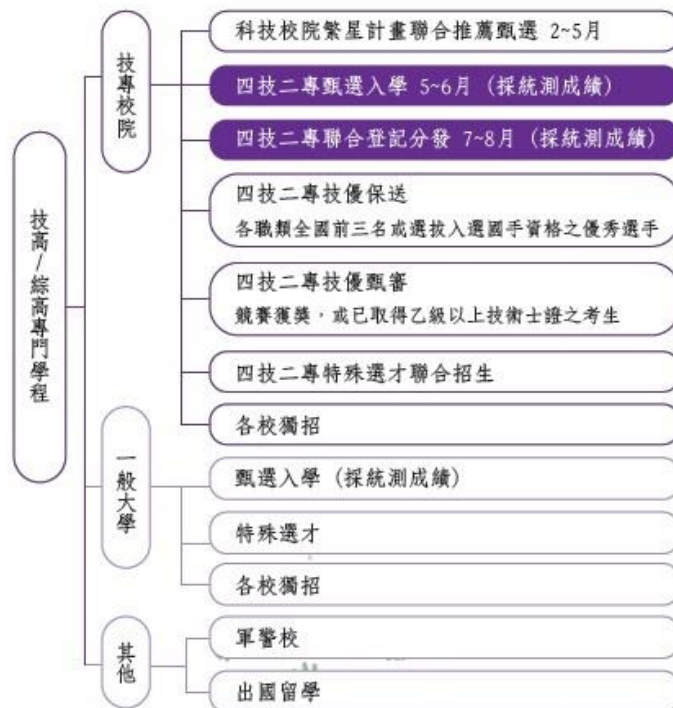 技高/綜高專門學程
技專校院
科技校院繁星計畫聯合推薦甄選 2~5月
四技二專甄選入學 5~6月 (採統測成績)
四技二專聯合登記分發 7~8月 (採統測成績)
四技二專技優保送
各職類全國前三名或選拔入選國手資格之優秀選手
四技二專技優甄審
競賽獲獎，或已取得乙級以上技術士證之考生
四技二專特殊選才聯合招生
各校獨招
一般大學
甄選入學 (採統測成績)
特殊選才
各校獨招
其他
軍警校
出國留學